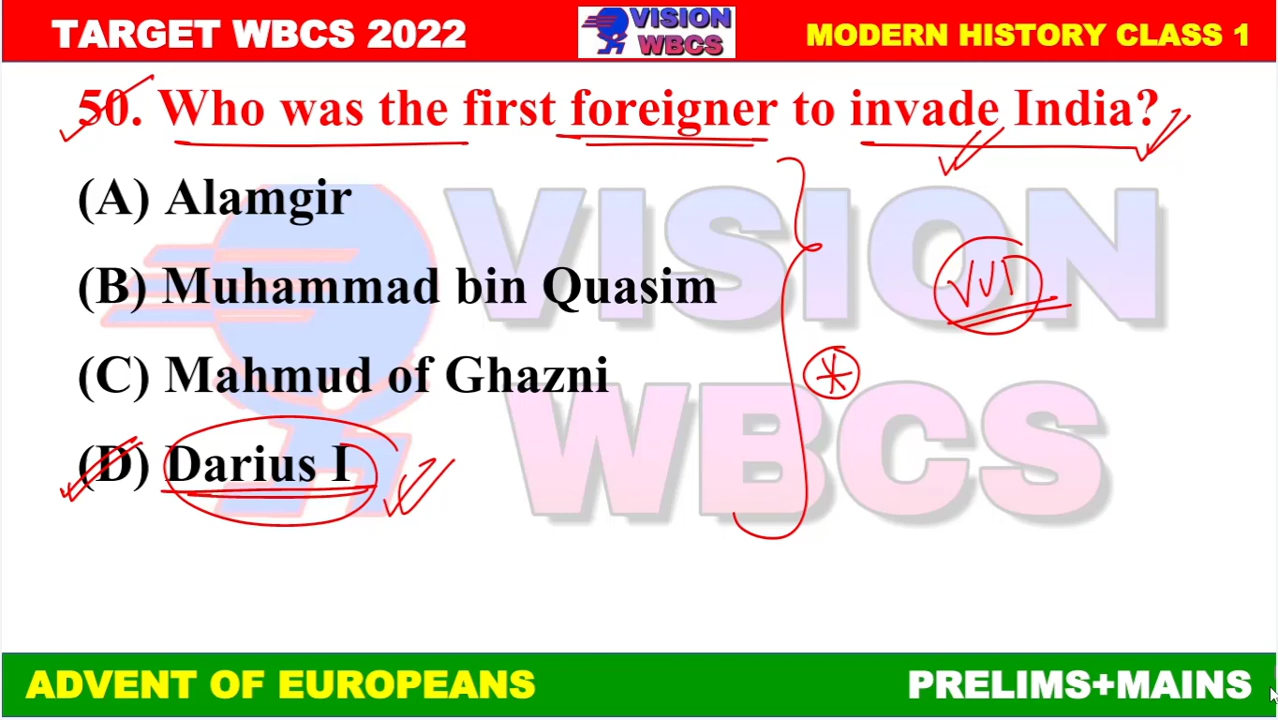 TARGET WBCS 2022
VISION
WBCS
MODERN HISTORY CLASS 1
50. Who was the first foreigner to invade India?
(A) Alamgir
(B) Muhammad bin Quasim
(C) Mahmud of Ghazni
(D) Darius I
VVI
VISION
WBCS
ADVENT OF EUROPEANS
PRELIMS+MAINS